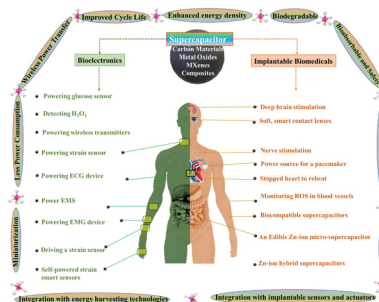 Improved Cycle Life
Enhanced energy density
Biodegradable
Wireless Power Transfer
Bioabsorbable and Safety
Supercapacitor
Carbon Materials
Metal Oxides
MXenes
Composites
Bioelectronics
Implantable Biomedicals
Less Power Consumption
Miniaturization
Powering glucose sensor
Detecting H₂O₂
Powering wireless transmitters
Powering strain sensor
Powering ECG device
Power EMS
Powering EMG device
Driving a strain sensor
Self-powered strain
smart sensors
Deep brain stimulation
Soft, smart contact lenses
Nerve stimulation
Power source for a pacemaker
Stopped heart to rebeat
Monitoring ROS in blood vessels
Biocompatible supercapacitors
An Edible Zn-ion micro-supercapacitor
Zn-ion hybrid supercapacitors
Integration with energy harvesting technologies
Integration with implantable sensors and actuators